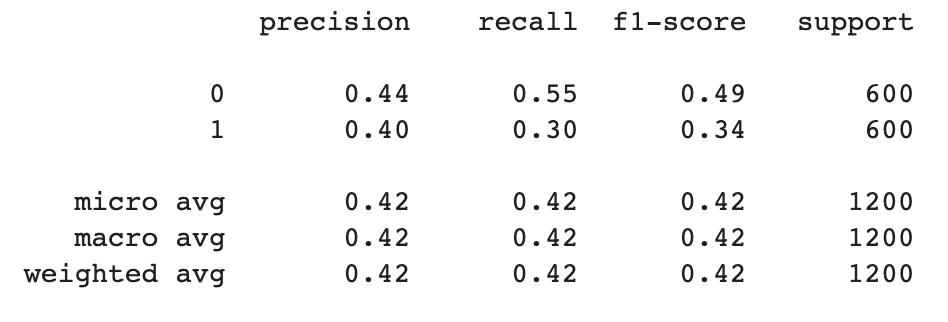 precision recall f1-score support
0 0.44 0.55 0.49 600
1 0.40 0.30 0.34 600
micro avg 0.42 0.42 0.42 1200
macro avg 0.42 0.42 0.42 1200
weighted avg 0.42 0.42 0.42 1200